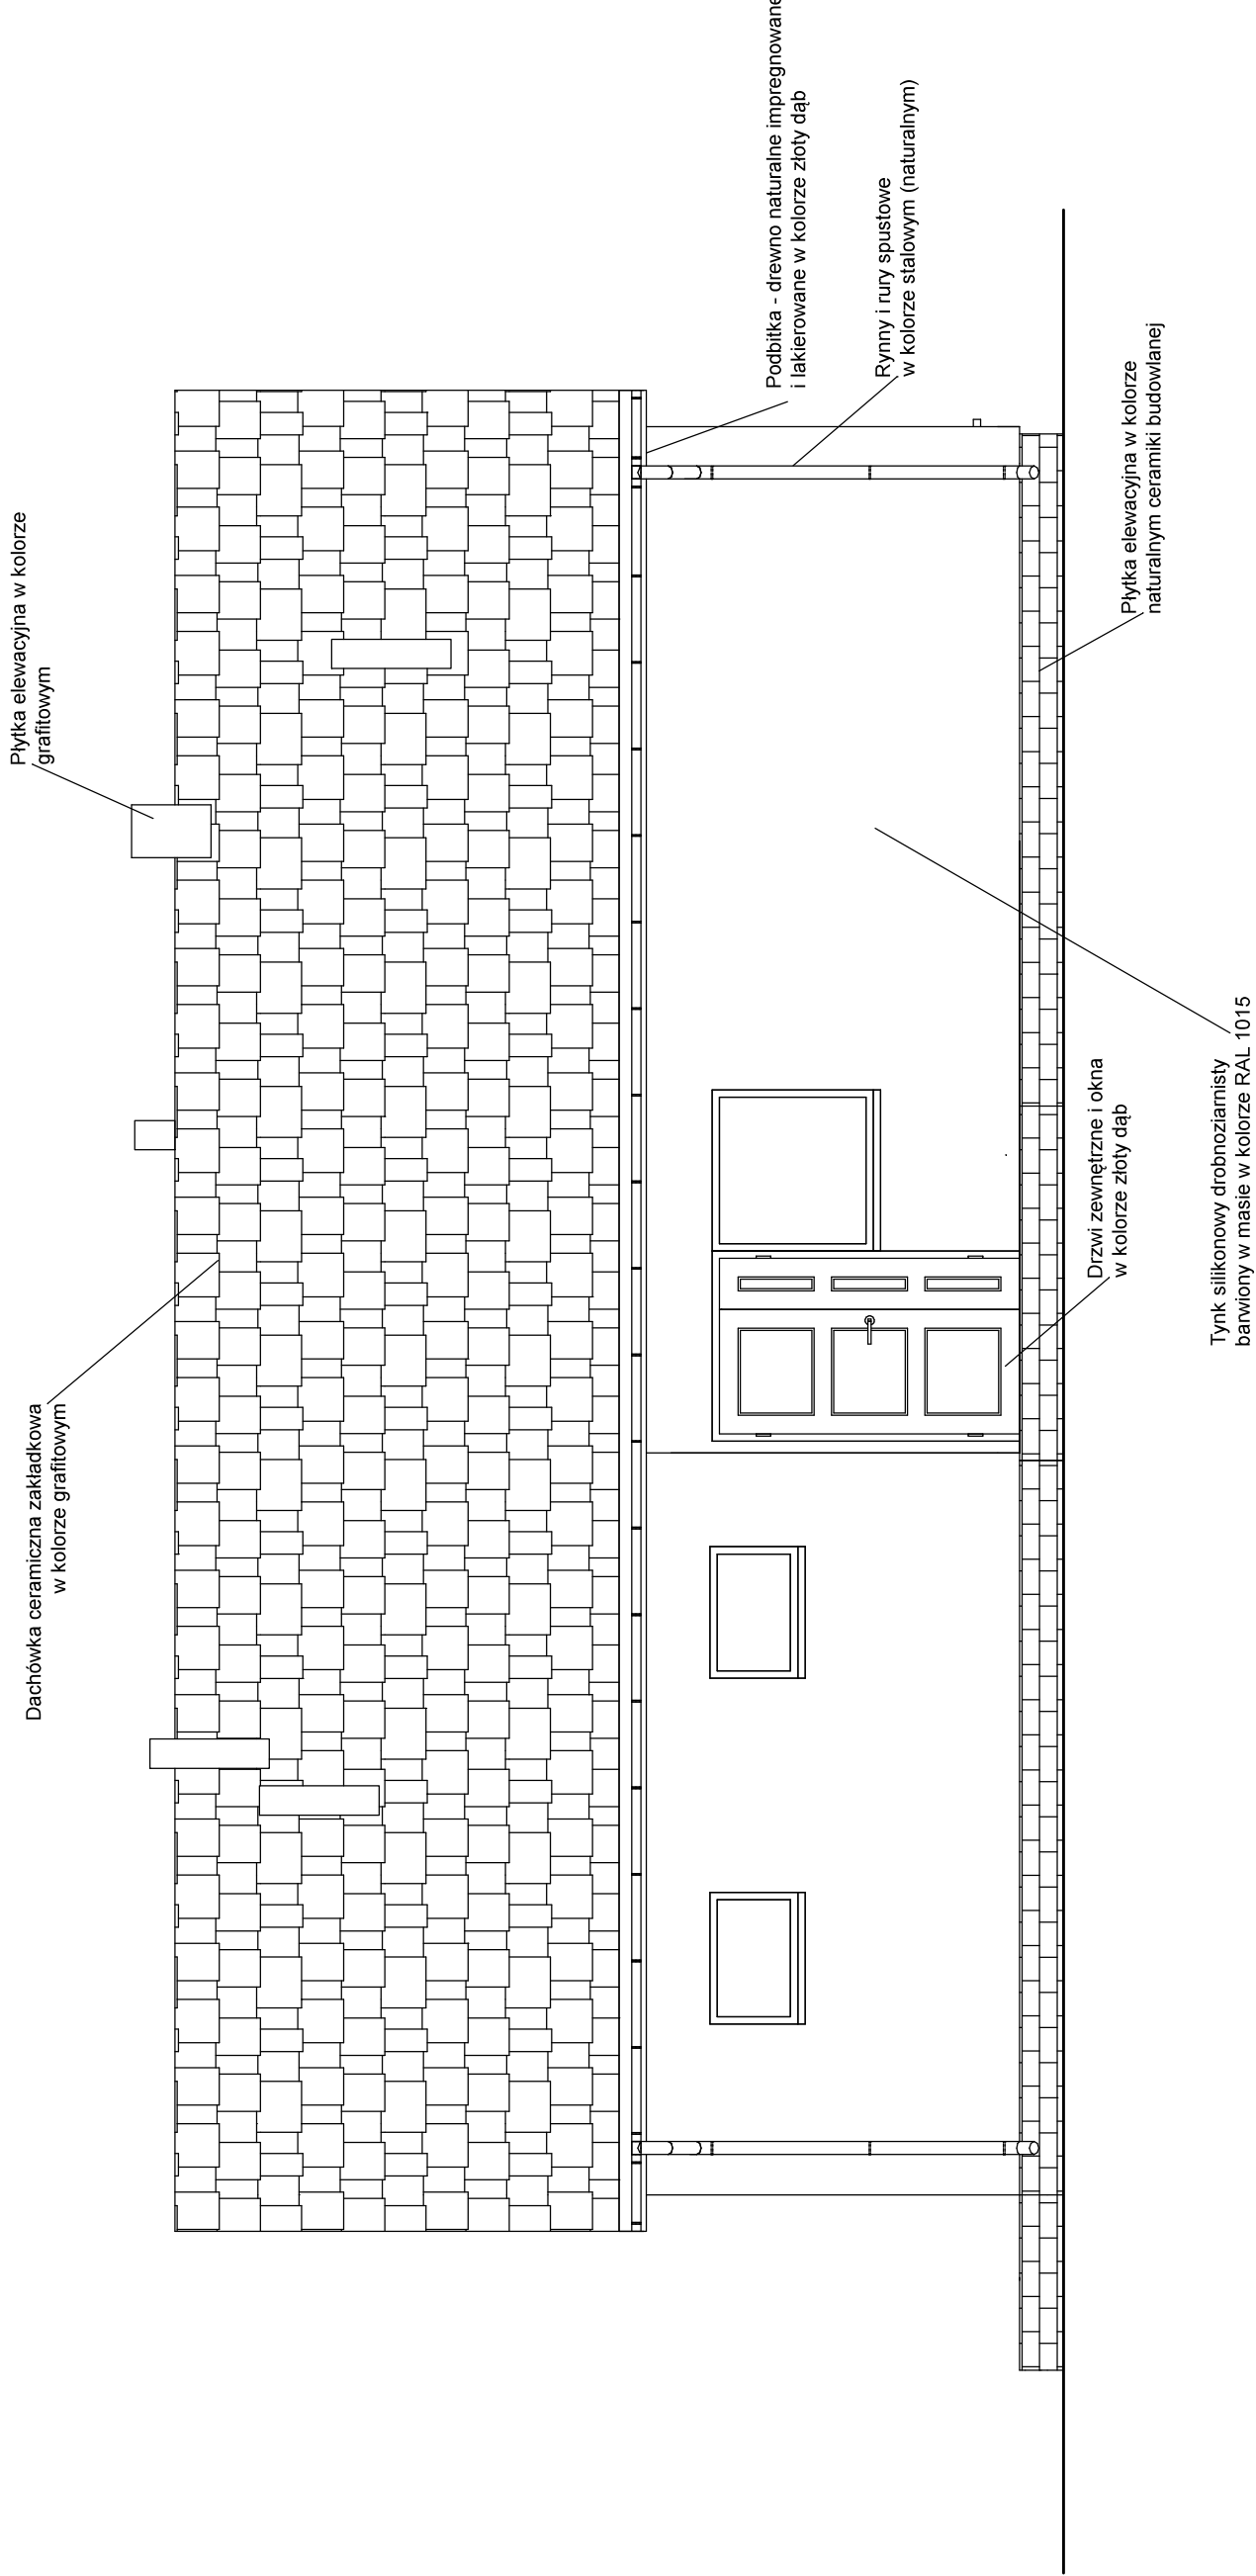 Dachówka ceramiczna zakładkowa
w kolorze grafitowym
Płytka elewacyjna w kolorze
grafitowym
Podbitka - drewno naturalne impregnowane
i lakierowane w kolorze złoty dąb
Rynny i rury spustowe
w kolorze stalowym (naturalnym)
Drzwi zewnętrzne i okna
w kolorze złoty dąb
Płytka elewacyjna w kolorze
naturalnym ceramiki budowlanej
Tynk silikonowy drobnoziarnisty
barwiony w masie w kolorze RAL 1015